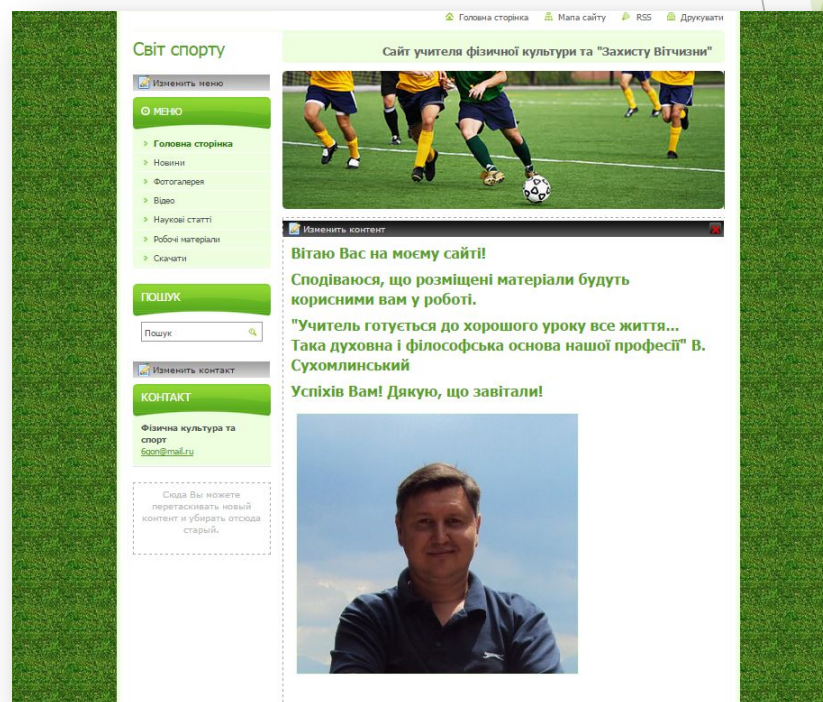 Головна сторінка Мапа сайту RSS Друкувати
Світ спорту
Сайт учителя фізичної культури та "Захисту Вітчизни"
Изменить меню
МЕНЮ
Головна сторінка
Новини
Фотогалерея
Відео
Наукові статті
Робочі матеріали
Скачати
ПОШУК
Пошук
Изменить контакт
КОНТАКТ
Фізична культура та
спорт
6gon@mail.ru
Сюда Вы можете
перетаскивать новый
контент и убирать отсюда
старый.
Изменить контент
Вітаю Вас на моєму сайті!
Сподіваюся, що розміщені матеріали будуть
корисними вам у роботі.
"Учитель готується до хорошого уроку все життя...
Така духовна і філософська основа нашої професії" В.
Сухомлинський
Успіхів Вам! Дякую, що завітали!